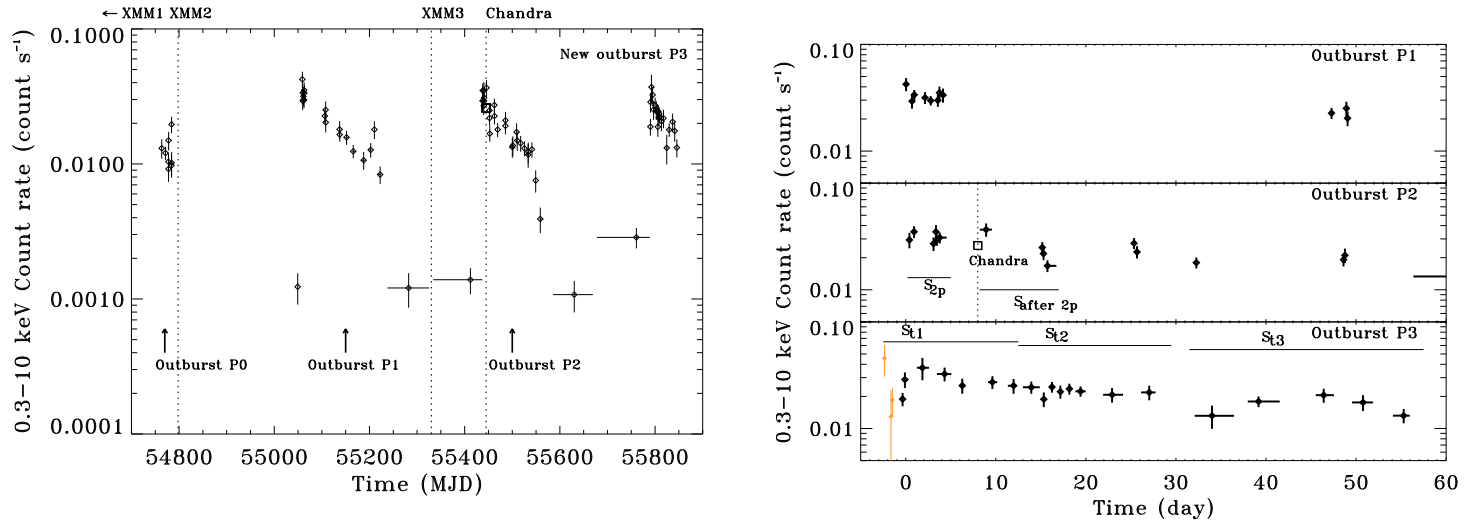 ← XMM1 XMM2 XMM3 Chandra
0.1000
New outburst P3
0.0100
0.0010
Outburst P0 Outburst P1 Outburst P2
0.0001
54800 55000 55200 55400 55600 55800
Time (MJD)
0.3−10 keV Count rate (count s⁻¹)
0.10
Outburst P1
0.01
0.10
Outburst P2
Chandra
S2p
Safter 2p
0.01
0.10
St1 St2 St3 Outburst P3
0.01
0 10 20 30 40 50 60
Time (day)
0.3−10 keV Count rate (count s⁻¹)